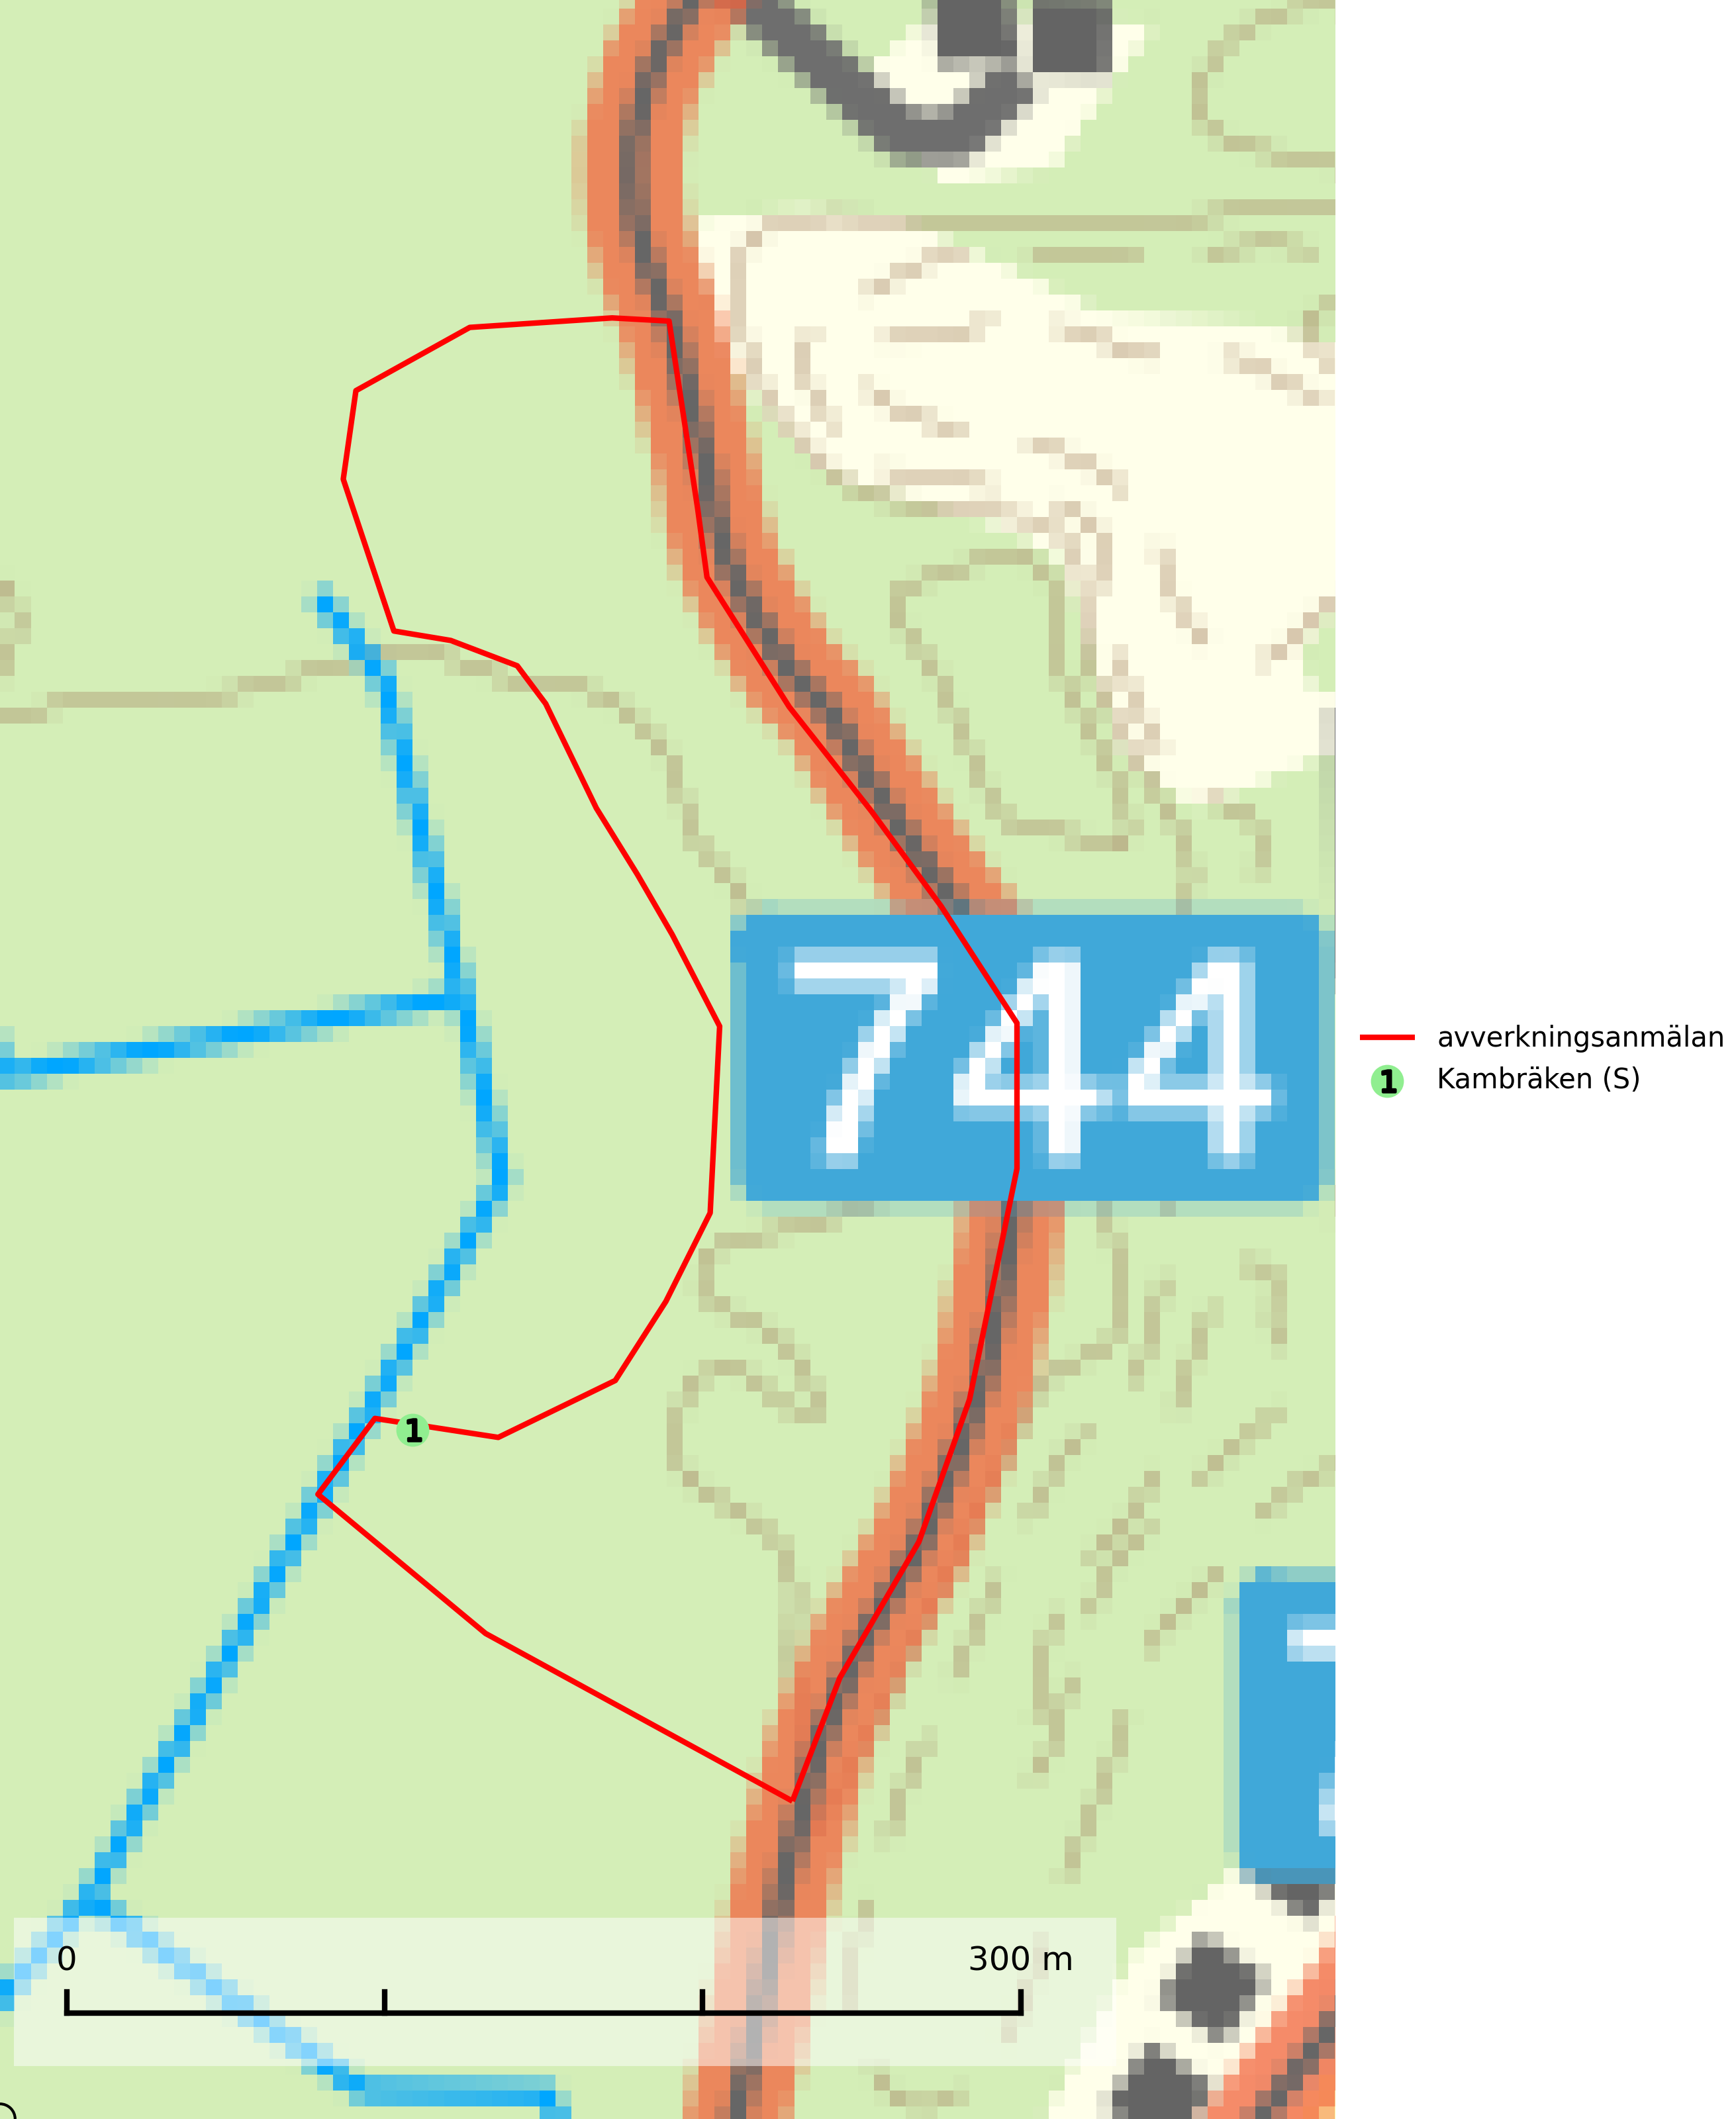 744
1
avverkningsanmälan
1 Kambräken (S)
0 300 m